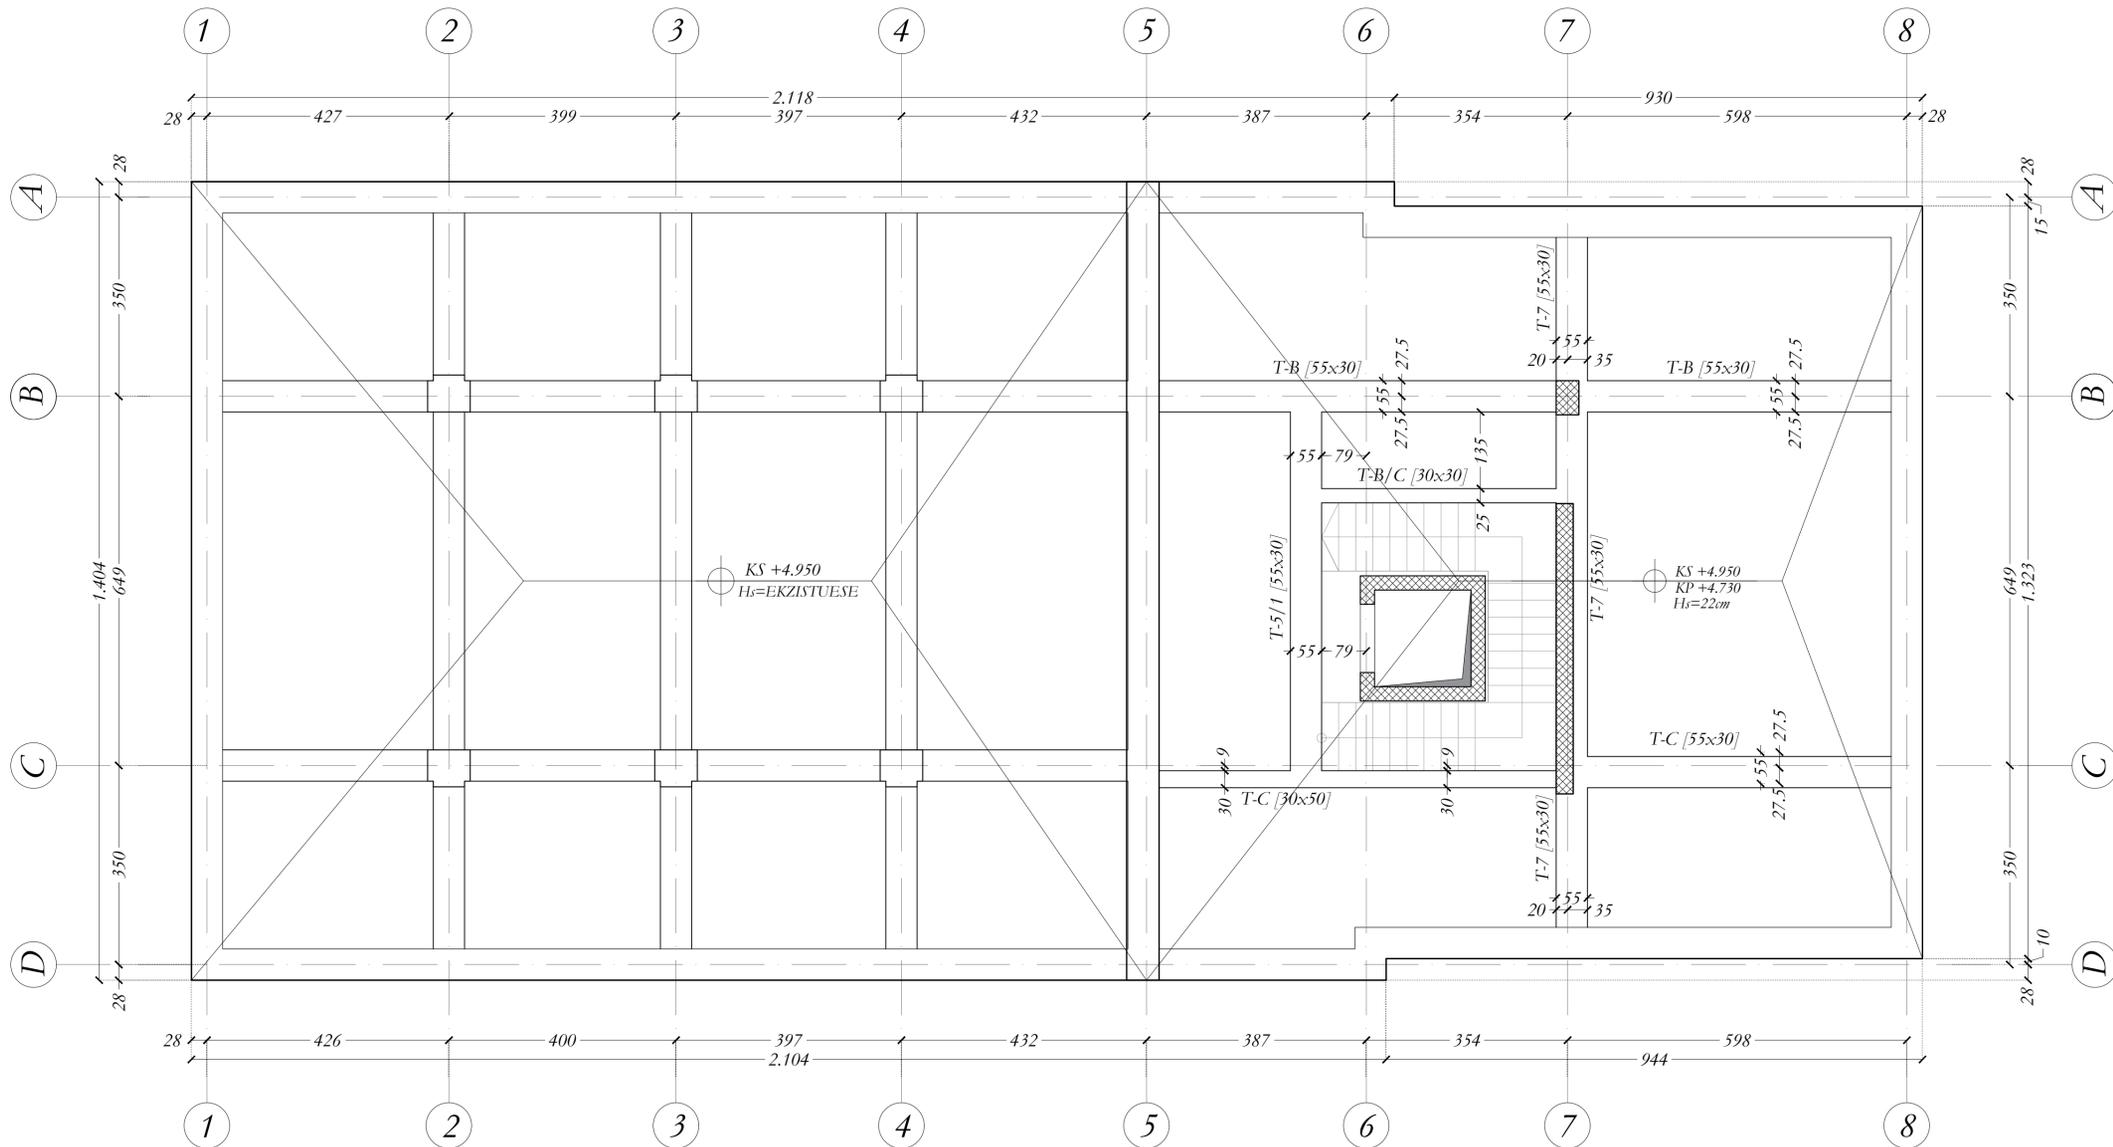 1 2 3 4 5 6 7 8
2.118 930
28 427 399 397 432 387 354 598 28
28 28
A A
15
350 350
T-7 [55x30]
55
20 35
27.5 27.5
T-B [55x30] T-B [55x30]
B B
55 55
27.5 27.5
135
55 79
T-B/C [30x30]
25
T-5/1 [55x30]
T-7 [55x30]
KS +4.950
Hs=EKZISTUESE
KS +4.950
KP +4.730
Hs=22cm
1.404
649
649
1.323
55 79
27.5
T-C [55x30]
9 9
C C
55
27.5
30 30
T-C [30x50]
T-7 [55x30]
350 350
55
20 35
10
D D
28 28
28 426 400 397 432 387 354 598
2.104 944
1 2 3 4 5 6 7 8